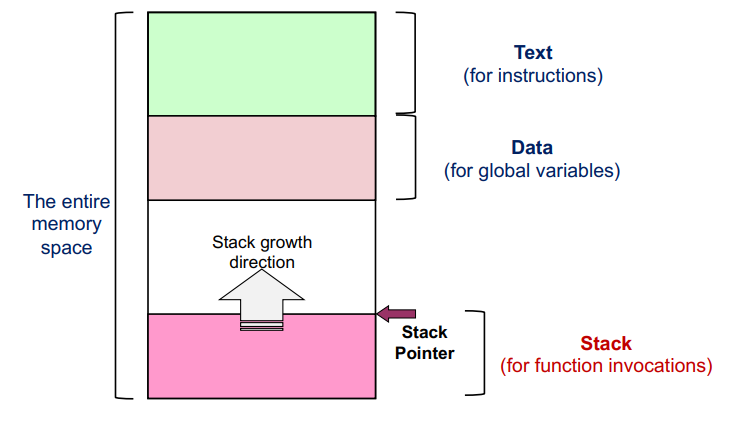 Text
(for instructions)
Data
(for global variables)
The entire
memory
space
Stack growth
direction
Stack
Pointer
Stack
(for function invocations)